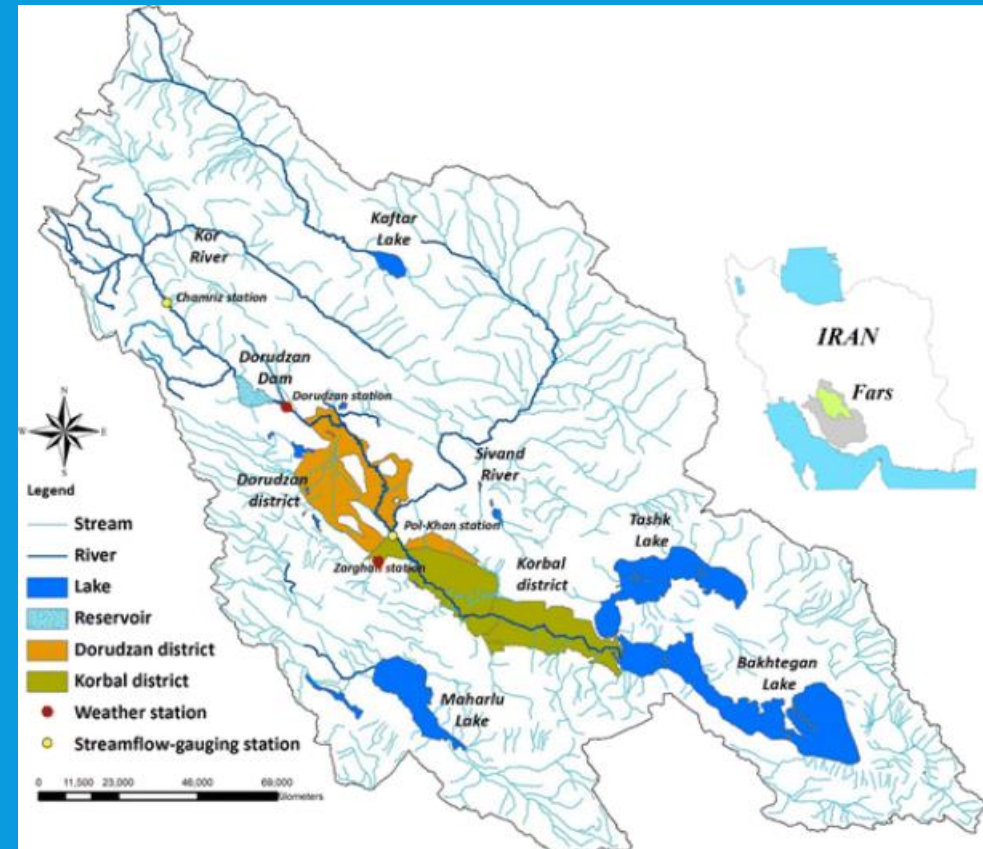 Kaftar
Lake
Kor
River
Chamriz station
IRAN
Fars
Dorudzan
Dam
Dorudzan station
N
W
E
S
Sivand
River
Dorudzan
district
Legend
Pol-Khan station
Tashk
Lake
Stream
Zarghan station
Korbal
district
River
Lake
Reservoir
Dorudzan district
Bakhtegan
Lake
Korbal district
Maharlu
Lake
Weather station
Streamflow-gauging station
0 11,500 23,000 46,000 69,000